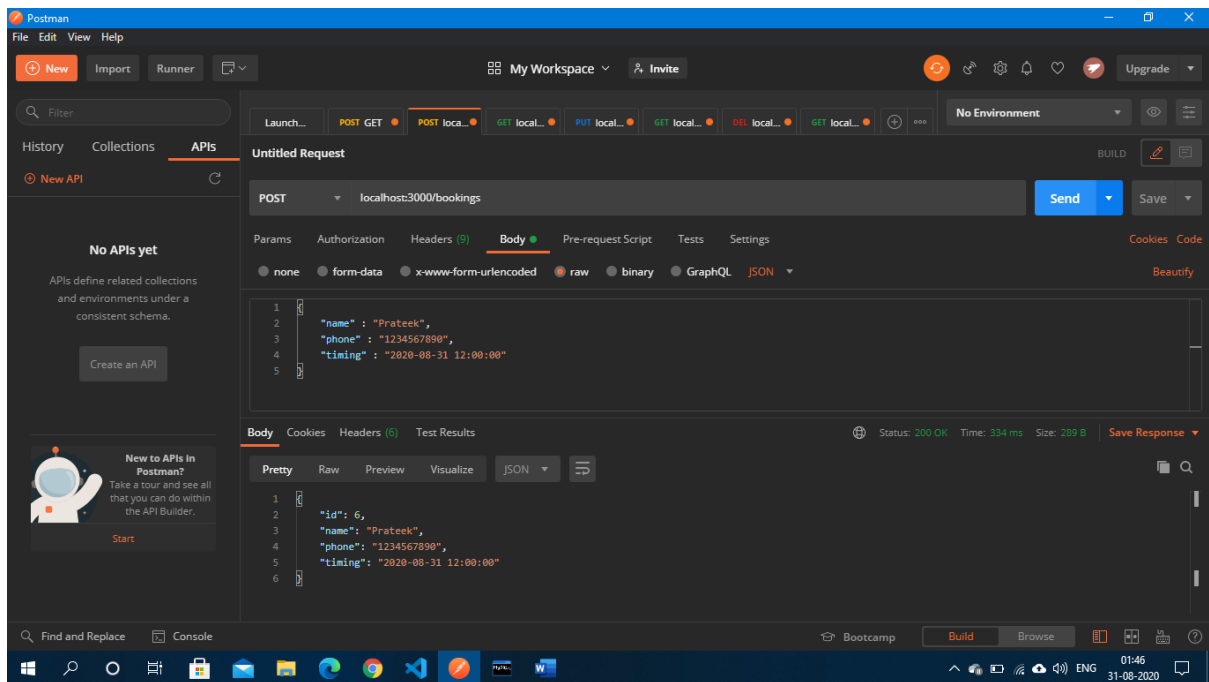 Postman
File Edit View Help
New Import Runner My Workspace Invite Upgrade
Filter
Launch... POST GET POST loca... GET local... PUT local... GET local... DEL local... GET local... No Environment
History Collections APIs
Untitled Request BUILD
New API
POST localhost:3000/bookings Send Save
Params Authorization Headers (9) Body Pre-request Script Tests Settings Cookies Code
No APIs yet
APIs define related collections
and environments under a
consistent schema.
Create an API
none form-data x-www-form-urlencoded raw binary GraphQL JSON Beautify
1 {
2 "name" : "Prateek",
3 "phone" : "1234567890",
4 "timing" : "2020-08-31 12:00:00"
5 }
Body Cookies Headers (6) Test Results Status: 200 OK Time: 334 ms Size: 289 B Save Response
Pretty Raw Preview Visualize JSON
1 {
2 "id": 6,
3 "name": "Prateek",
4 "phone": "1234567890",
5 "timing": "2020-08-31 12:00:00"
6 }
New to APIs in
Postman?
Take a tour and see all
that you can do within
the API Builder.
Start
Find and Replace Console Bootcamp Build Browse
ENG 01:46
31-08-2020